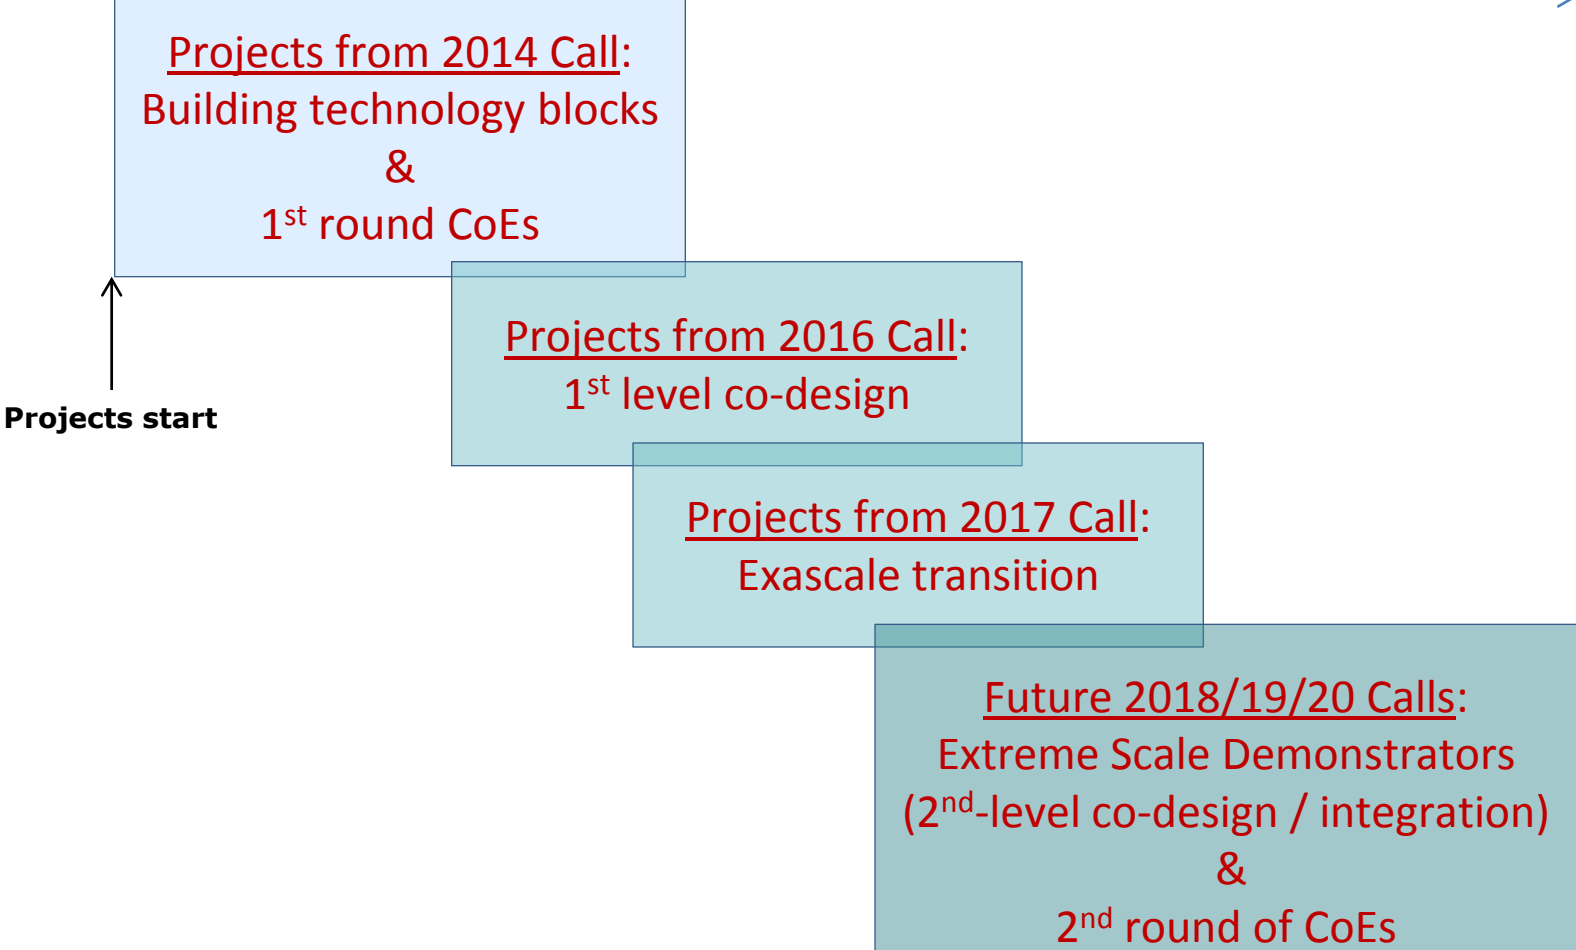 Projects from 2014 Call:
Building technology blocks
&
1st round CoEs
Projects from 2016 Call:
1st level co-design
Projects start
Projects from 2017 Call:
Exascale transition
Future 2018/19/20 Calls:
Extreme Scale Demonstrators
(2nd-level co-design / integration)
&
2nd round of CoEs